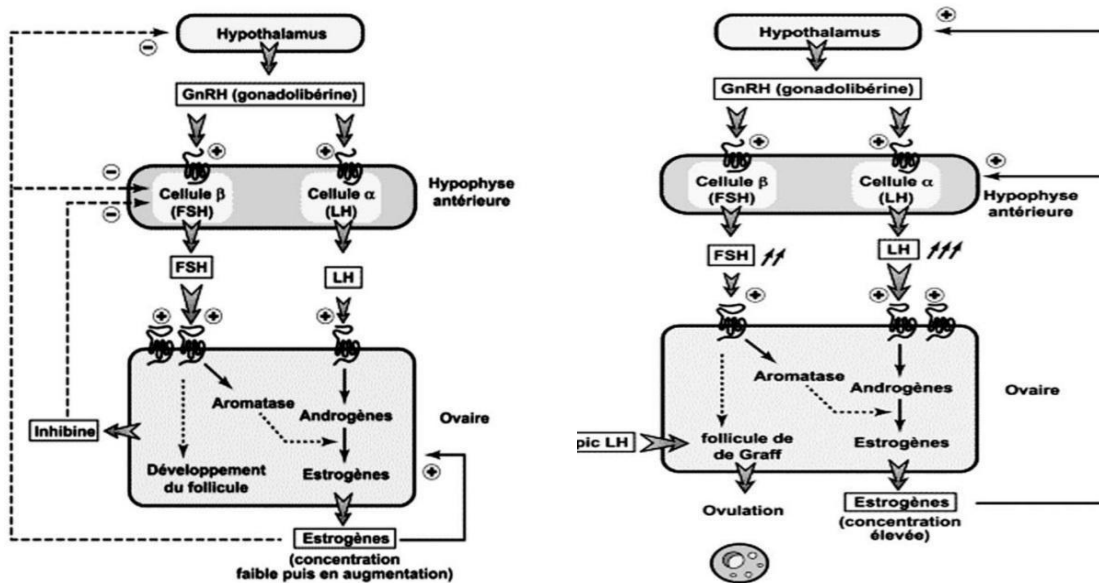 Hypothalamus
GnRH (gonadolibérine)
Cellule β
(FSH)
Cellule α
(LH)
Hypophyse
antérieure
FSH
LH
Aromatase
Androgènes
Ovaire
Inhibine
Développement
du follicule
Estrogènes
Estrogènes
(concentration
faible puis en augmentation)
Hypothalamus
GnRH (gonadolibérine)
Cellule β
(FSH)
Cellule α
(LH)
Hypophyse
antérieure
FSH
LH
Aromatase
Androgènes
Ovaire
pic LH
follicule de
de Graff
Estrogènes
Ovulation
Estrogènes
(concentration
élevée)